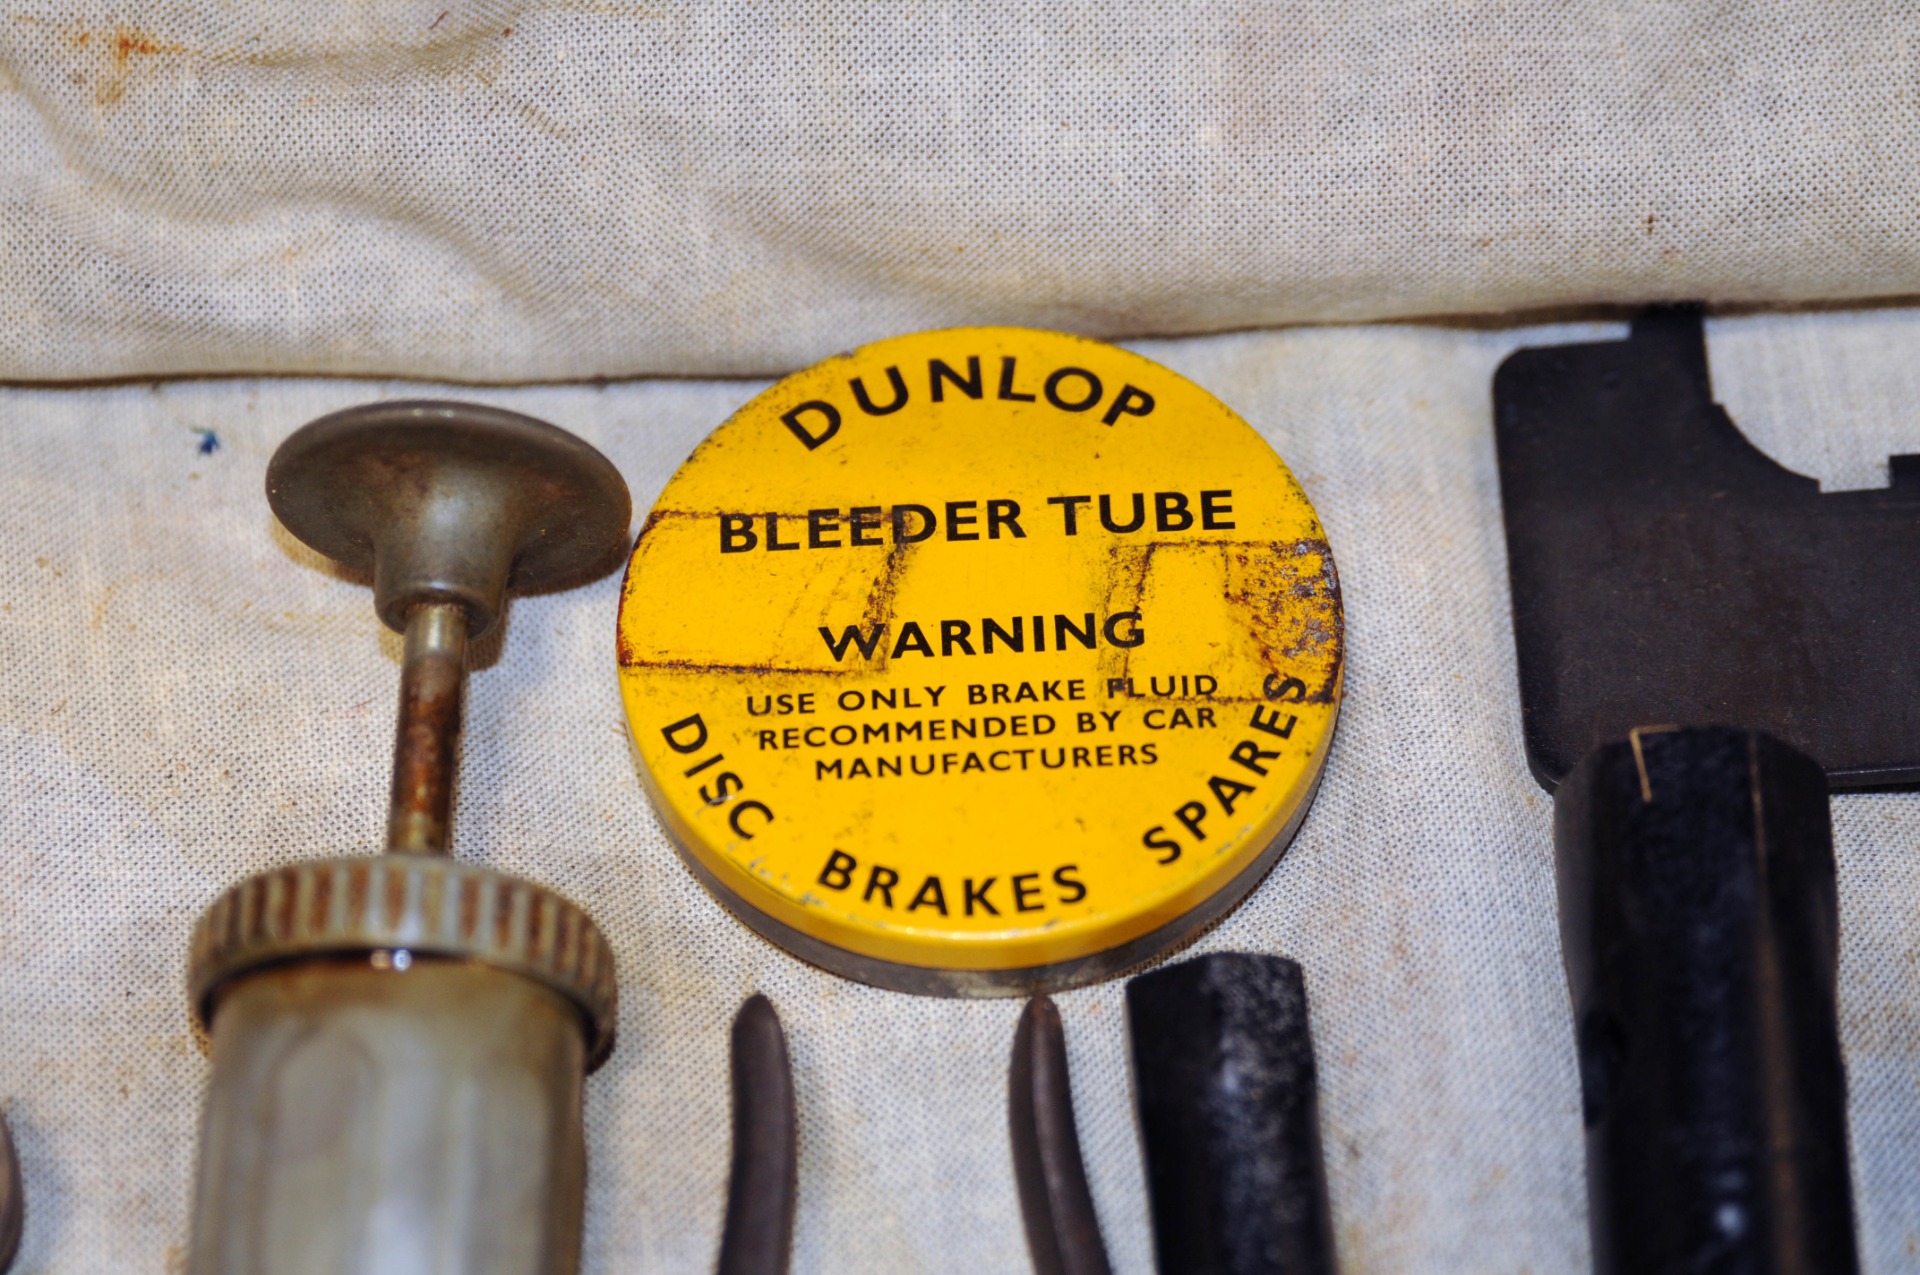 DUNLOP
BLEEDER TUBE
WARNING
USE ONLY BRAKE FLUID
RECOMMENDED BY CAR
MANUFACTURERS
DISC BRAKES SPARES